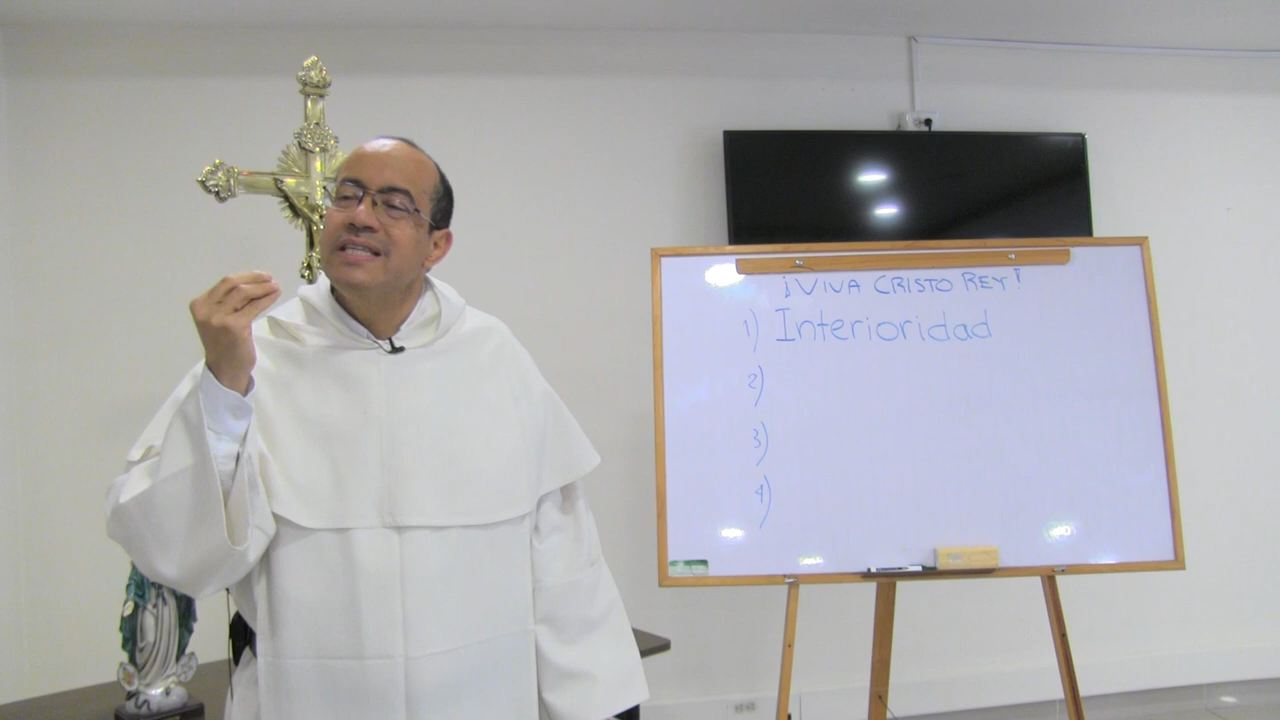 ¡VIVA CRISTO REY!
1) Interioridad
2)
3)
4)